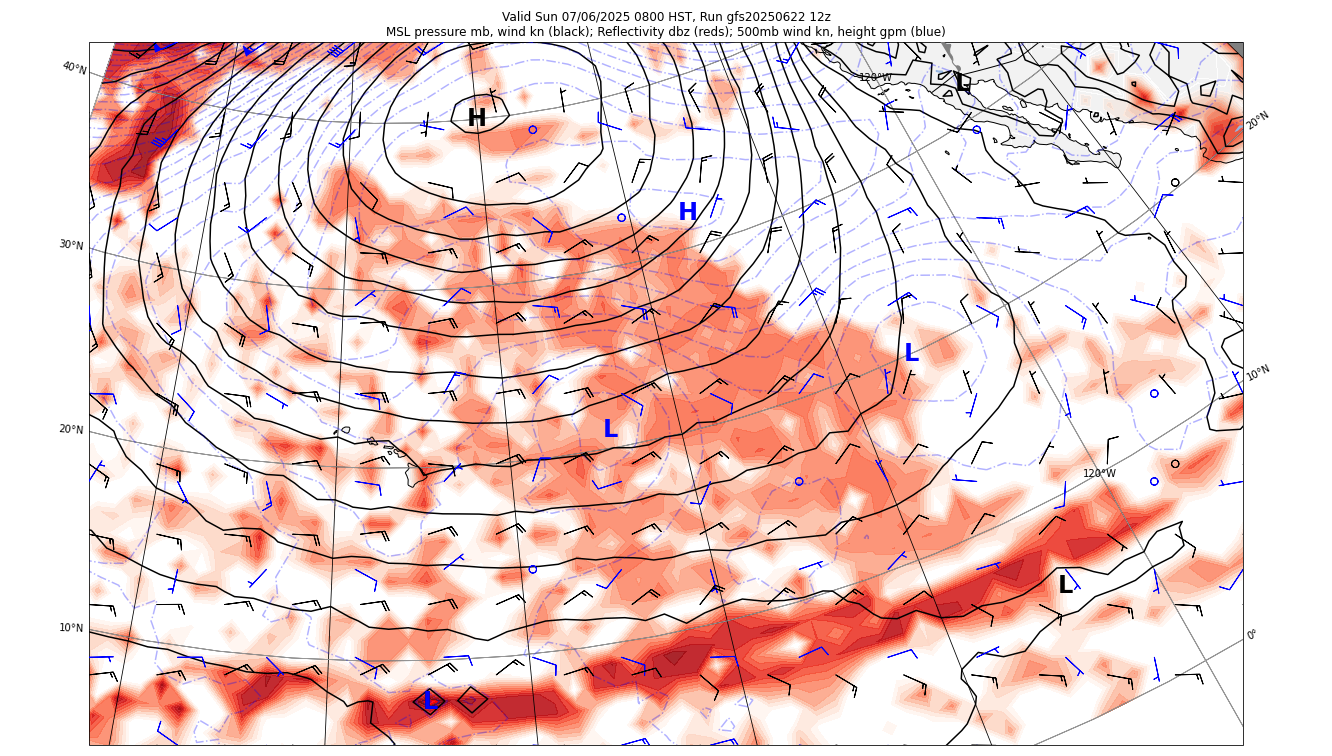 Valid Sun 07/06/2025 0800 HST, Run gfs20250622 12z
MSL pressure mb, wind kn (black); Reflectivity dbz (reds); 500mb wind kn, height gpm (blue)
40°N
120°W
L
20°N
H
H
30°N
L
10°N
20°N
L
120°W
L
10°N
0°
L